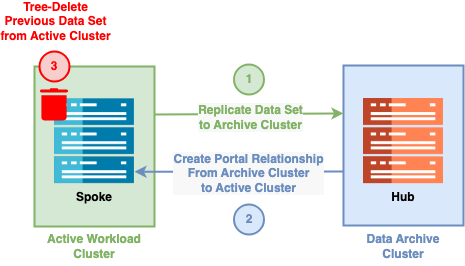 Tree-Delete
Previous Data Set
from Active Cluster
3
1
Replicate Data Set
to Archive Cluster
Create Portal Relationship
From Archive Cluster
to Active Cluster
2
Spoke
Hub
Active Workload
Cluster
Data Archive
Cluster